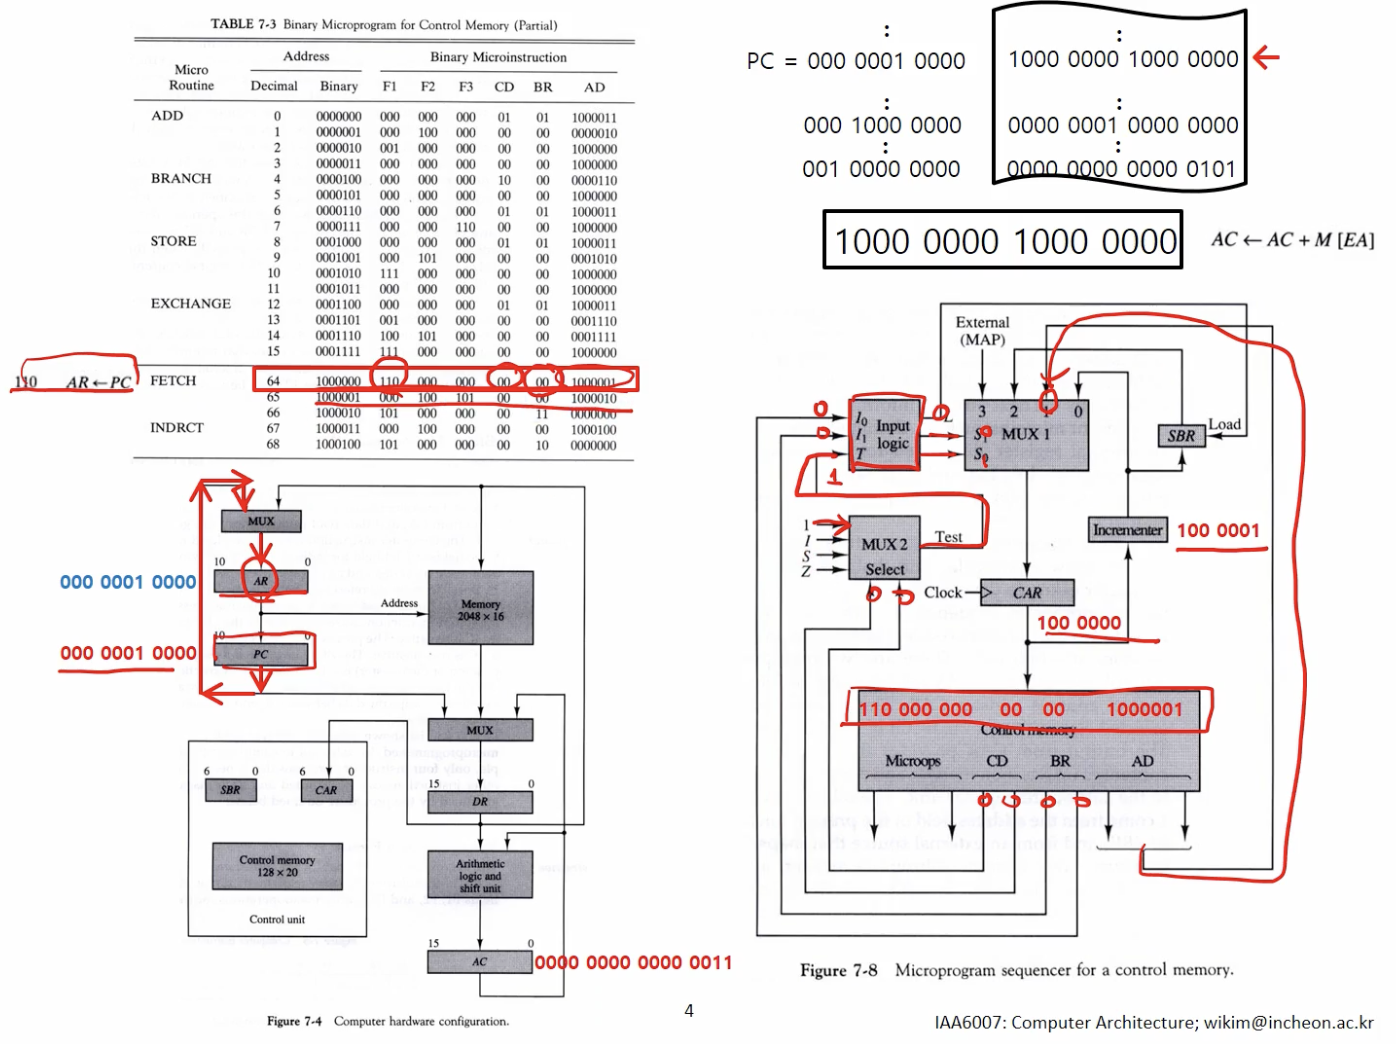 TABLE 7-3 Binary Microprogram for Control Memory (Partial)
Micro Routine Address Binary Microinstruction
Decimal Binary F1 F2 F3 CD BR AD
ADD 0 0000000 000 000 000 01 01 1000011
1 0000001 000 100 000 00 00 0000010
2 0000010 001 000 000 00 00 1000000
3 0000011 000 000 000 00 00 1000000
BRANCH 4 0000100 000 000 000 10 00 0000110
5 0000101 000 000 000 00 00 1000000
6 0000110 000 000 000 01 01 1000011
7 0000111 000 000 110 00 00 1000000
STORE 8 0001000 000 000 000 01 01 1000011
9 0001001 000 101 000 00 00 0001010
10 0001010 111 000 000 00 00 1000000
11 0001011 000 000 000 00 00 1000000
EXCHANGE 12 0001100 000 000 000 01 01 1000011
13 0001101 001 000 000 00 00 0001110
14 0001110 100 101 000 00 00 0001111
15 0001111 111 000 000 00 00 1000000
110 AR ← PC FETCH 64 1000000 110 000 000 00 00 1000001
65 1000001 000 100 101 00 00 1000010
66 1000010 101 000 000 00 11 0000000
INDRCT 67 1000011 000 100 000 00 00 1000100
68 1000100 101 000 000 00 10 0000000
MUX
10 0
000 0001 0000 AR
Address
Memory
2048 × 16
10 0
000 0001 0000 PC
MUX
6 0 6 0
SBR CAR
15 0
DR
Control memory
128 × 20
Control unit
Arithmetic
logic and
shift unit
15 0
AC 0000 0000 0000 0011
Figure 7-4 Computer hardware configuration.
:
PC = 000 0001 0000 1000 0000 1000 0000 ←
:
000 1000 0000 0000 0001 0000 0000
:
001 0000 0000 0000 0000 0000 0101
1000 0000 1000 0000 AC ← AC + M [EA]
External
(MAP)
0 I0 Input logic 0 L 3 2 1 0
0 I1 S1 0 MUX 1 SBR Load
T S0
1
1
I MUX 2 Test
S
Z Select
0 0
Incrementer 100 0001
Clock CAR
100 0000
110 000 000 00 00 1000001
Control memory
Microops CD BR AD
0 0 0 0
Figure 7-8 Microprogram sequencer for a control memory.
4
IAA6007: Computer Architecture; wikim@incheon.ac.kr